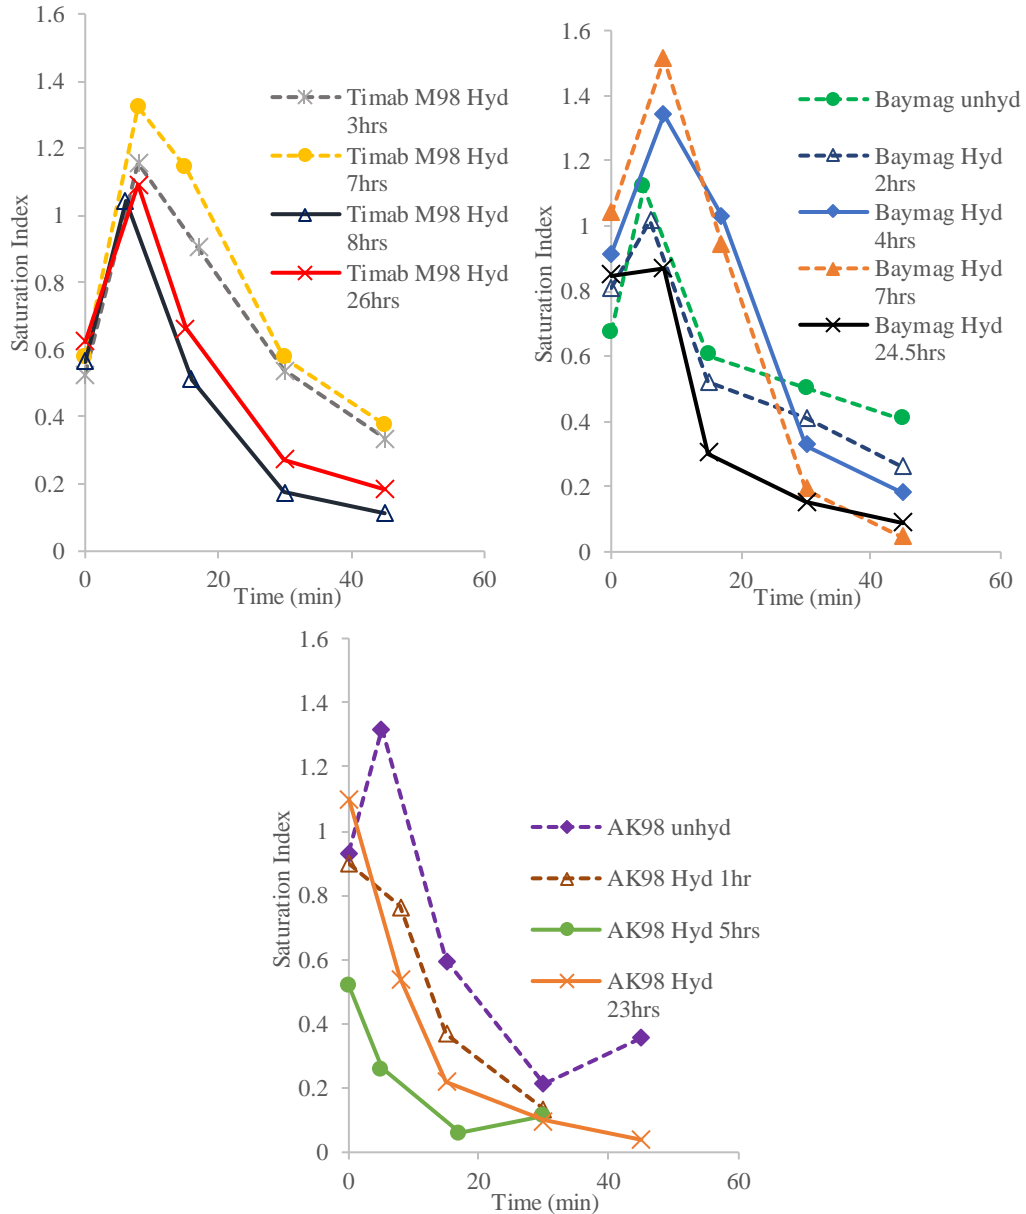 1.6
1.4
1.2
1
0.8
0.6
0.4
0.2
0
Saturation Index
0
20
40
60
Time (min)
Timab M98 Hyd
3hrs
Timab M98 Hyd
7hrs
Timab M98 Hyd
8hrs
Timab M98 Hyd
26hrs
1.6
1.4
1.2
1
0.8
0.6
0.4
0.2
0
Saturation Index
0
20
40
60
Time (min)
Baymag unhyd
Baymag Hyd
2hrs
Baymag Hyd
4hrs
Baymag Hyd
7hrs
Baymag Hyd
24.5hrs
1.6
1.4
1.2
1
0.8
0.6
0.4
0.2
0
Saturation Index
0
20
40
60
Time (min)
AK98 unhyd
AK98 Hyd 1hr
AK98 Hyd 5hrs
AK98 Hyd
23hrs